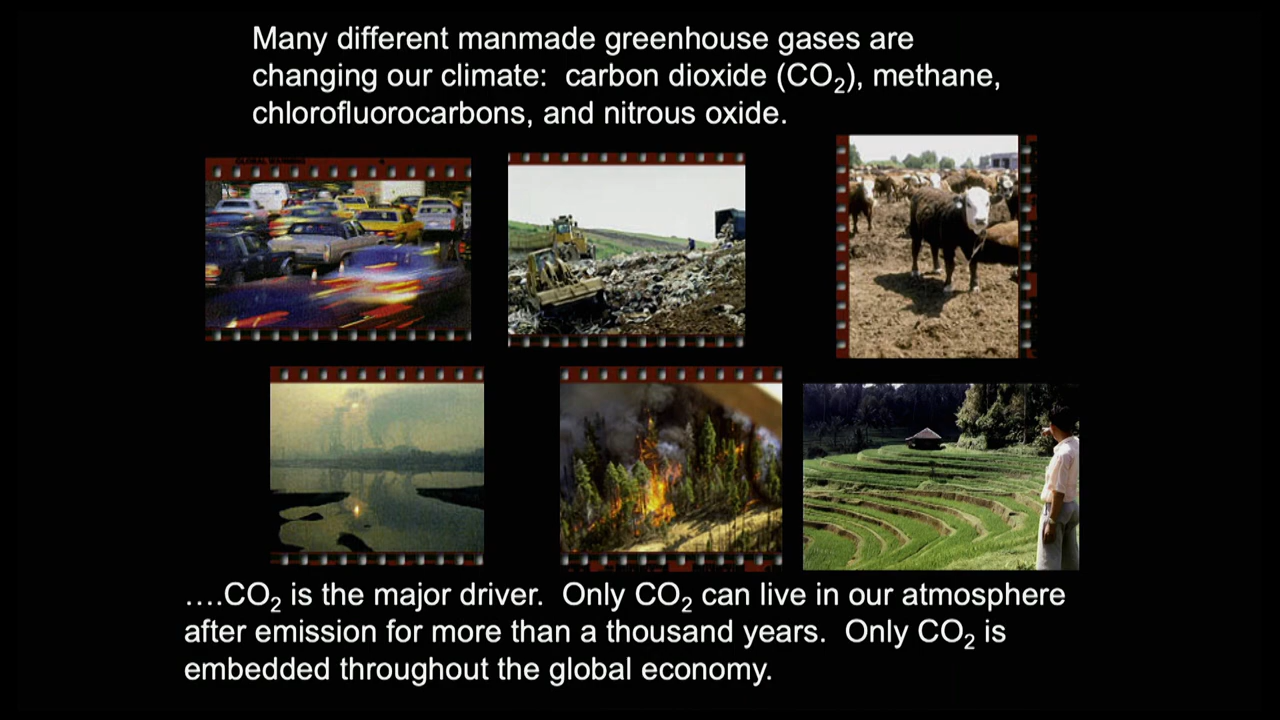 Many different manmade greenhouse gases are
changing our climate:  carbon dioxide (CO₂), methane,
chlorofluorocarbons, and nitrous oxide.
GLOBAL WARMING
….CO₂ is the major driver.  Only CO₂ can live in our atmosphere
after emission for more than a thousand years.  Only CO₂ is
embedded throughout the global economy.